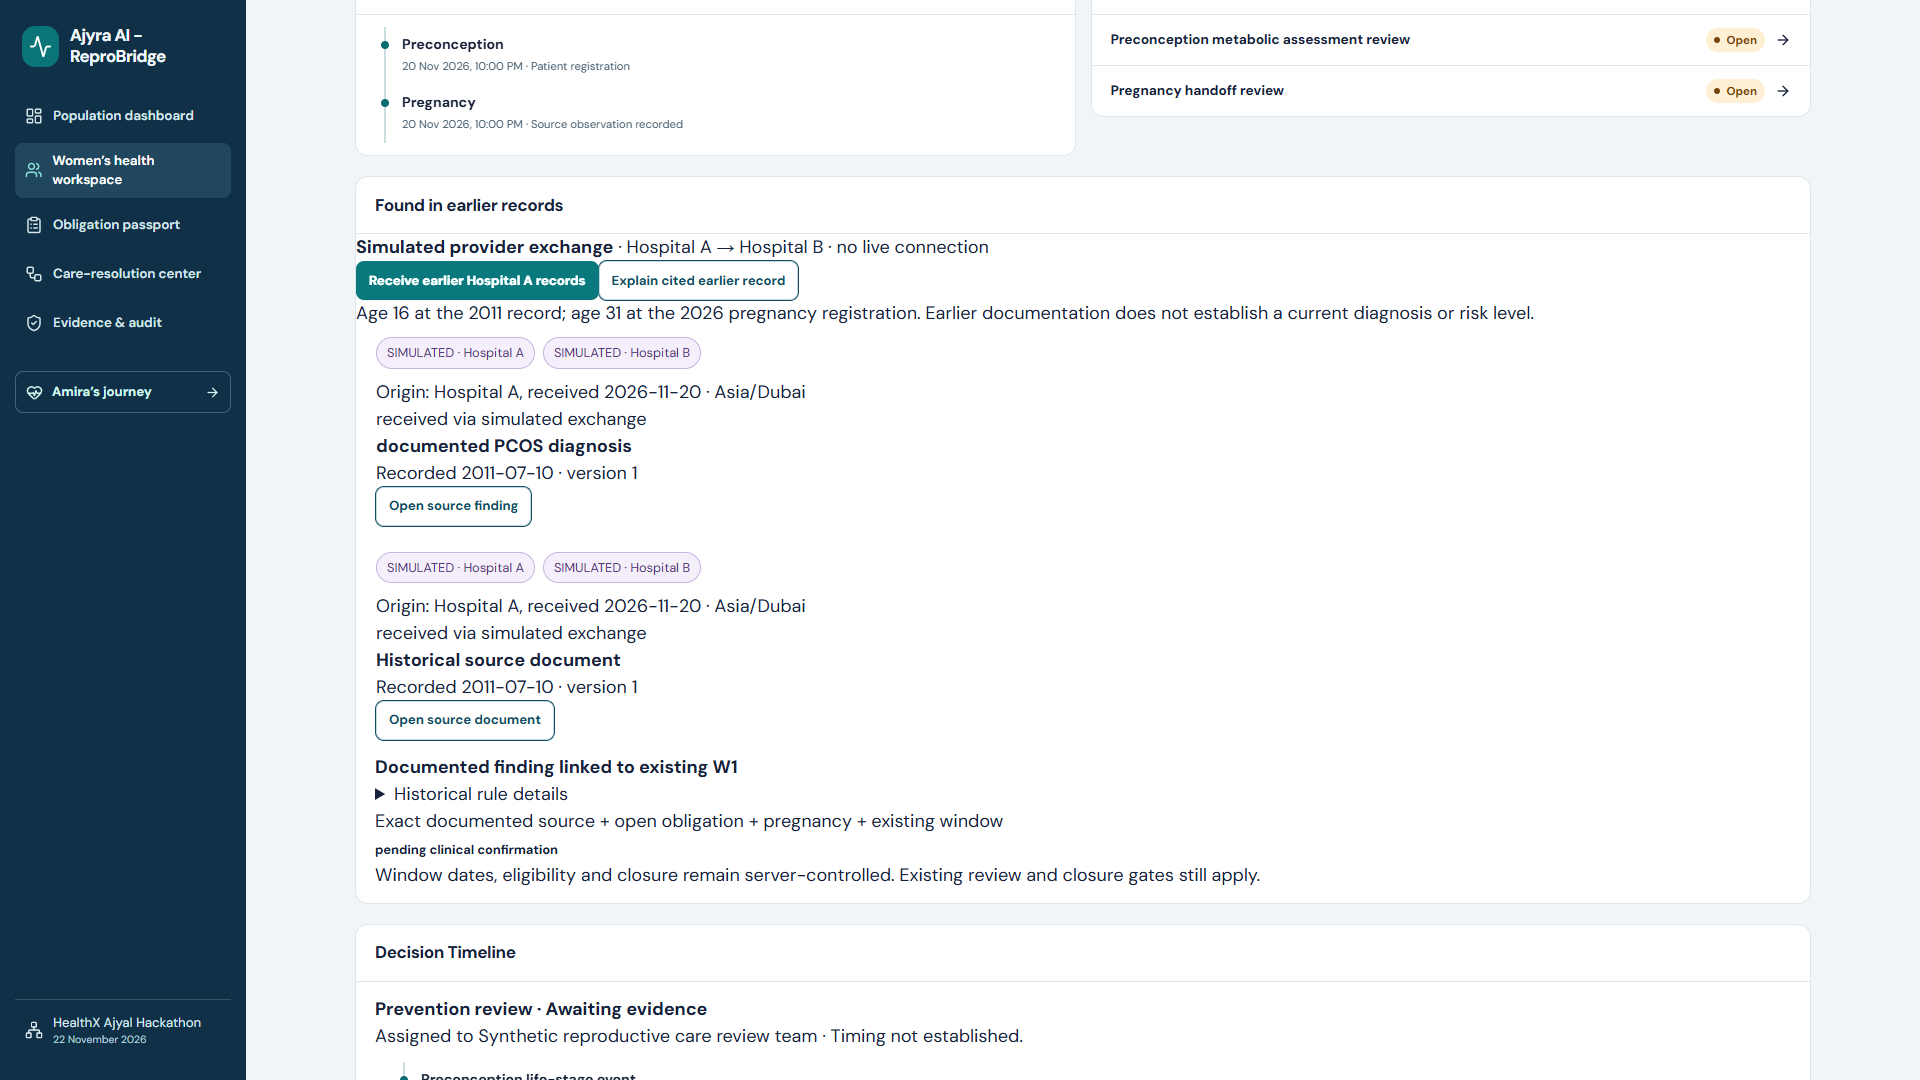 Ajyra AI –
ReproBridge
Population dashboard
Women's health
workspace
Obligation passport
Care-resolution center
Evidence & audit
Amira's journey
HealthX Ajyal Hackathon
22 November 2026
Preconception
20 Nov 2026, 10:00 PM · Patient registration
Pregnancy
20 Nov 2026, 10:00 PM · Source observation recorded
Preconception metabolic assessment review
Open
Pregnancy handoff review
Open
Found in earlier records
Simulated provider exchange · Hospital A → Hospital B · no live connection
Receive earlier Hospital A records
Explain cited earlier record
Age 16 at the 2011 record; age 31 at the 2026 pregnancy registration. Earlier documentation does not establish a current diagnosis or risk level.
SIMULATED · Hospital A
SIMULATED · Hospital B
Origin: Hospital A, received 2026-11-20 · Asia/Dubai
received via simulated exchange
documented PCOS diagnosis
Recorded 2011-07-10 · version 1
Open source finding
SIMULATED · Hospital A
SIMULATED · Hospital B
Origin: Hospital A, received 2026-11-20 · Asia/Dubai
received via simulated exchange
Historical source document
Recorded 2011-07-10 · version 1
Open source document
Documented finding linked to existing W1
Historical rule details
Exact documented source + open obligation + pregnancy + existing window
pending clinical confirmation
Window dates, eligibility and closure remain server-controlled. Existing review and closure gates still apply.
Decision Timeline
Prevention review · Awaiting evidence
Assigned to Synthetic reproductive care review team · Timing not established.
Preconception life-stage event